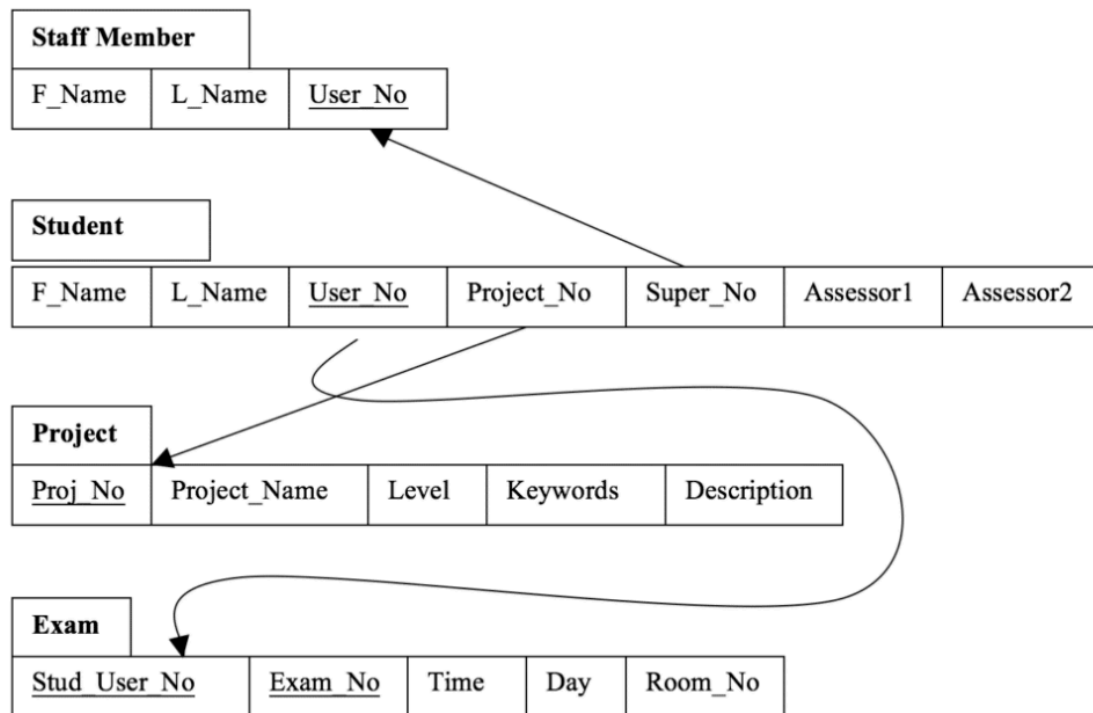 Staff Member
F_Name L_Name User_No
Student
F_Name L_Name User_No Project_No Super_No Assessor1 Assessor2
Project
Proj_No Project_Name Level Keywords Description
Exam
Stud_User_No Exam_No Time Day Room_No